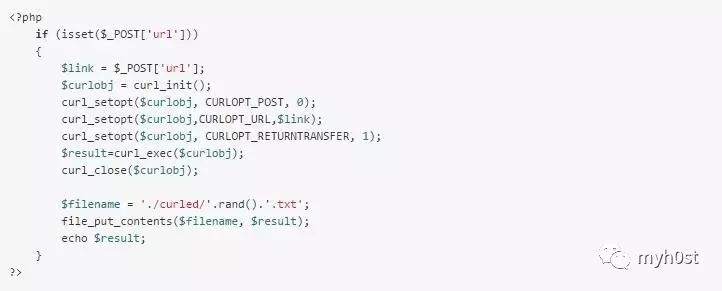 <?php
    if (isset($_POST['url']))
    {
        $link = $_POST['url'];
        $curlobj = curl_init();
        curl_setopt($curlobj, CURLOPT_POST, 0);
        curl_setopt($curlobj,CURLOPT_URL,$link);
        curl_setopt($curlobj, CURLOPT_RETURNTRANSFER, 1);
        $result=curl_exec($curlobj);
        curl_close($curlobj);

        $filename = './curled/'.rand().'.txt';
        file_put_contents($filename, $result);
        echo $result;
    }
?>
myh0st